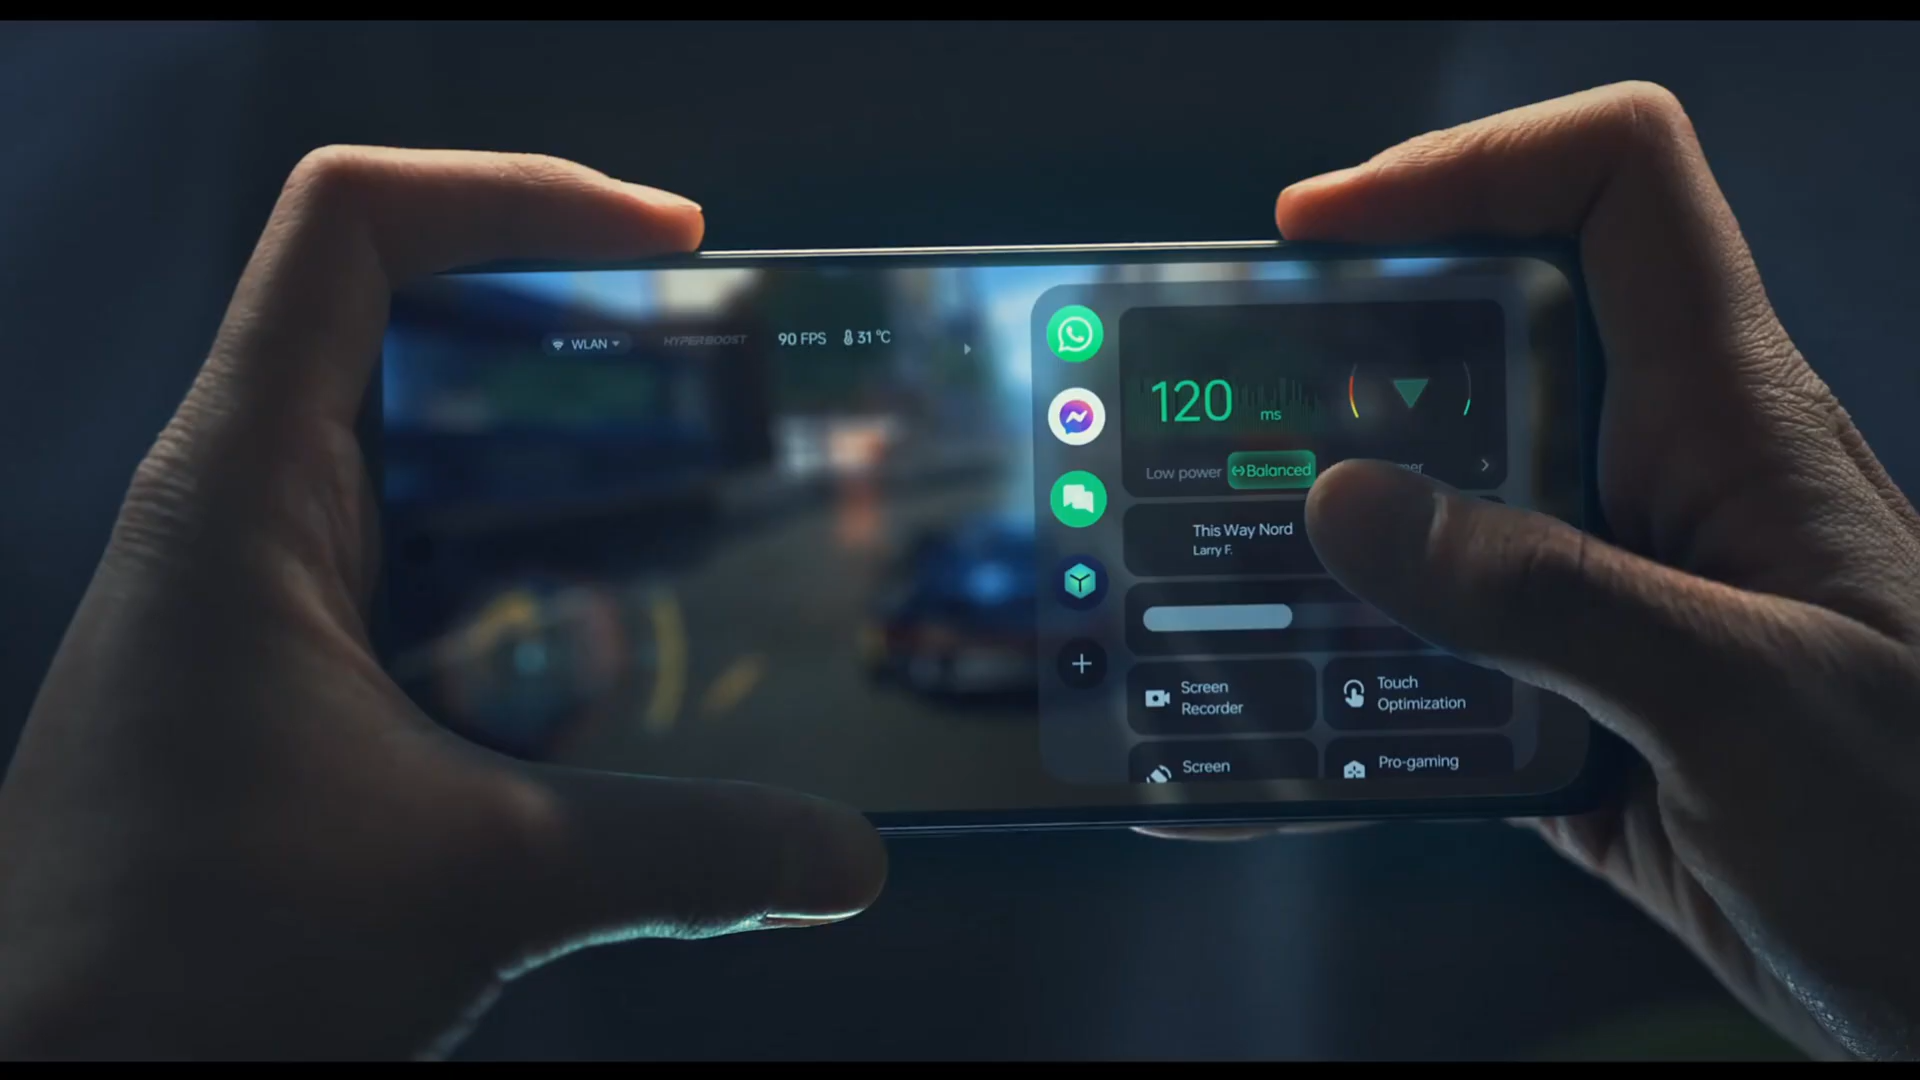 WLAN
HYPERBOOST
90 FPS
31 °C
120 ms
Low power
Balanced
This Way Nord
Larry F.
Screen
Recorder
Touch
Optimization
Screen
Pro-gaming